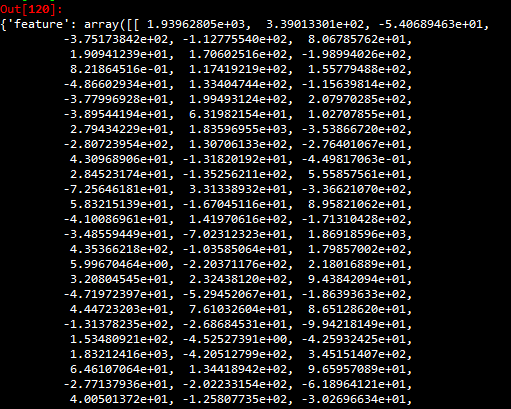 Out[120]:
{'feature': array([[ 1.93962805e+03,  3.39013301e+02, -5.40689463e+01,
        -3.75173842e+02, -1.12775540e+02,  8.06785762e+01,
         1.90941239e+01,  1.70602516e+02, -1.98994026e+02,
         8.21864516e-01,  1.17419219e+02,  1.55779488e+02,
        -4.86602934e+01,  1.33404744e+02, -1.15639814e+02,
        -3.77996928e+01,  1.99493124e+02,  2.07970285e+02,
        -3.89544194e+01,  6.31982154e+01,  1.02707855e+01,
         2.79434229e+01,  1.83596955e+03, -3.53866720e+02,
        -2.80723954e+02,  1.30706133e+02, -2.76401067e+01,
         4.30968906e+01, -1.31820192e+01, -4.49817063e-01,
         2.84523174e+01, -1.35256211e+02,  5.55857561e+01,
        -7.25646181e+01,  3.31338932e+01, -3.36621070e+02,
         5.83215139e+01, -1.67045116e+01,  8.95821062e+01,
        -4.10086961e+01,  1.41970616e+02, -1.71310428e+02,
        -3.48559449e+01, -7.02312323e+01,  1.86918596e+03,
         4.35366218e+02, -1.03585064e+01,  1.79857002e+02,
         5.99670464e+00, -2.20371176e+02,  2.18016889e+01,
         3.20804545e+01,  2.32438120e+02,  9.43842094e+01,
        -4.71972397e+01, -5.29452067e+01, -1.86393633e+02,
         4.44723203e+01,  7.61032604e+01,  8.65128620e+01,
        -1.31378235e+02, -2.68684531e+01, -9.94218149e+01,
         1.53480921e+02, -4.52527391e+00, -4.25932425e+01,
         1.83212416e+03, -4.20512799e+02,  3.45151407e+02,
         6.46107064e+01,  1.34418942e+02,  9.65957089e+01,
        -2.77137936e+01, -2.02233154e+02, -6.18964121e+01,
         4.00501372e+01, -1.25807735e+02, -3.02696634e+01,